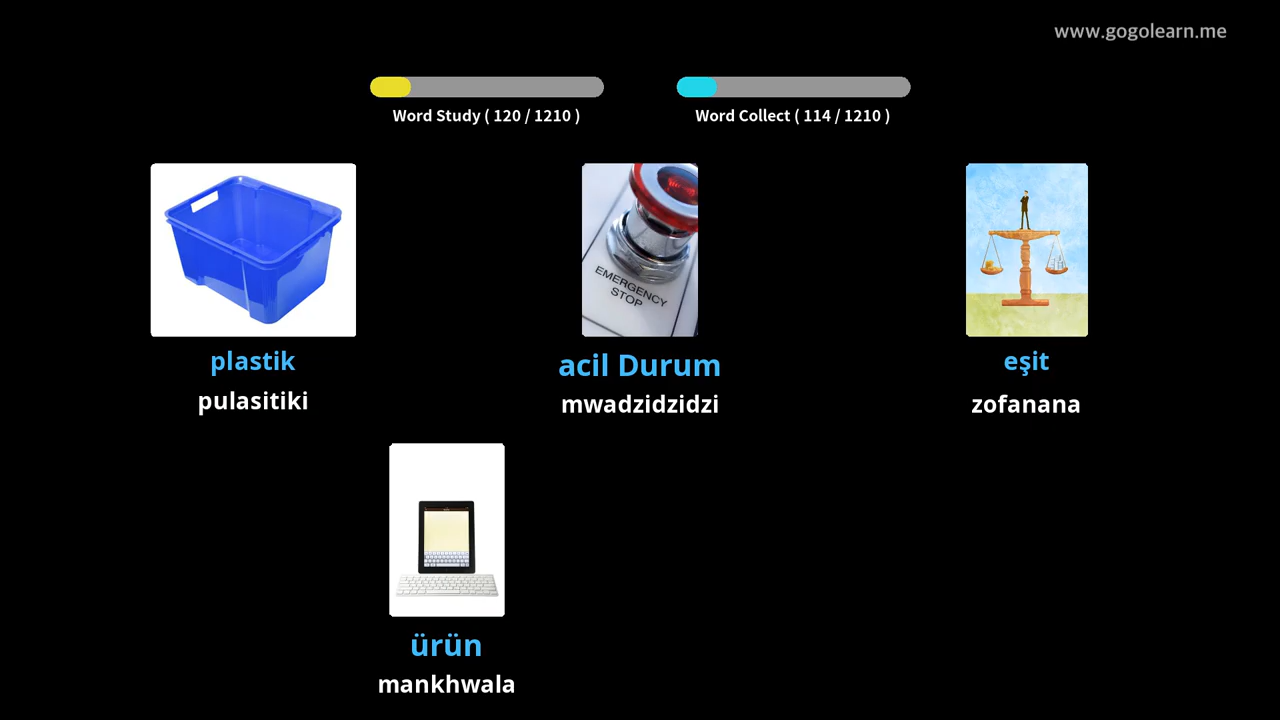 www.gogolearn.me
Word Study ( 120 / 1210 )
Word Collect ( 114 / 1210 )
EMERGENCY
STOP
plastik
acil Durum
eşit
pulasitiki
mwadzidzidzi
zofanana
ürün
mankhwala